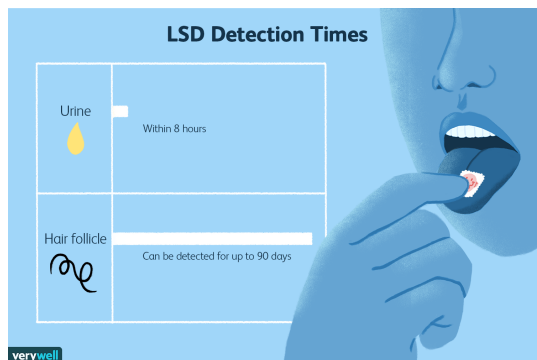 LSD Detection Times
Urine
Within 8 hours
Hair follicle
Can be detected for up to 90 days
verywell